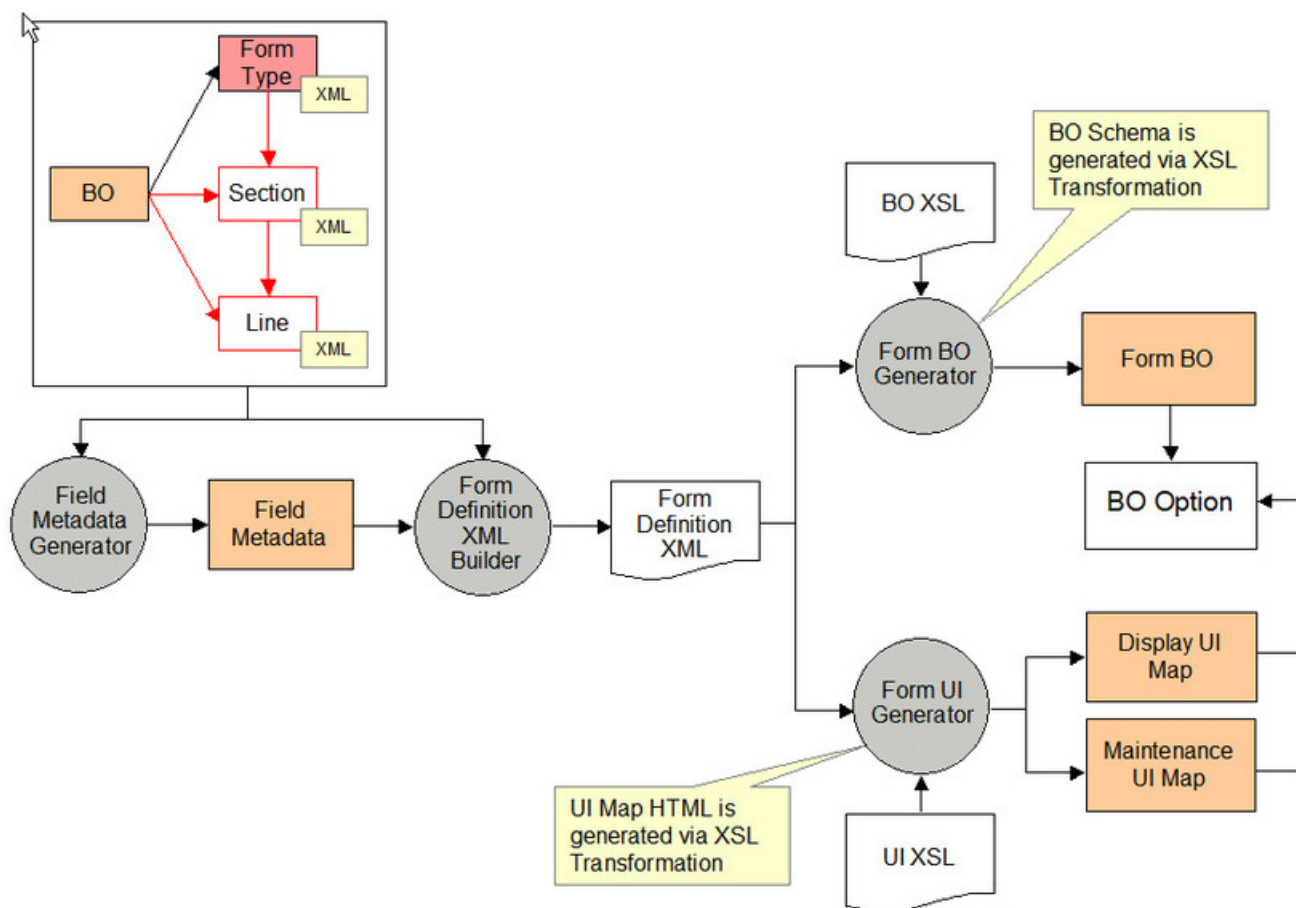 Form
Type
XML
BO
Section
XML
Line
XML
BO Schema is
generated via XSL
Transformation
BO XSL
Form BO
Generator
Form BO
BO Option
Field
Metadata
Generator
Field
Metadata
Form
Definition
XML
Builder
Form
Definition
XML
Display UI
Map
Form UI
Generator
Maintenance
UI Map
UI Map HTML is
generated via XSL
Transformation
UI XSL